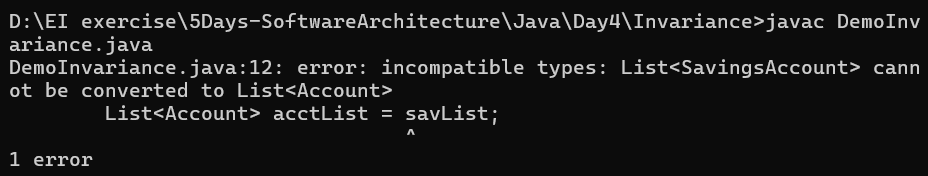 D:\EI exercise\5Days-SoftwareArchitecture\Java\Day4\Invariance>javac DemoInv
ariance.java
DemoInvariance.java:12: error: incompatible types: List<SavingsAccount> cann
ot be converted to List<Account>
        List<Account> acctList = savList;
                                 ^
1 error